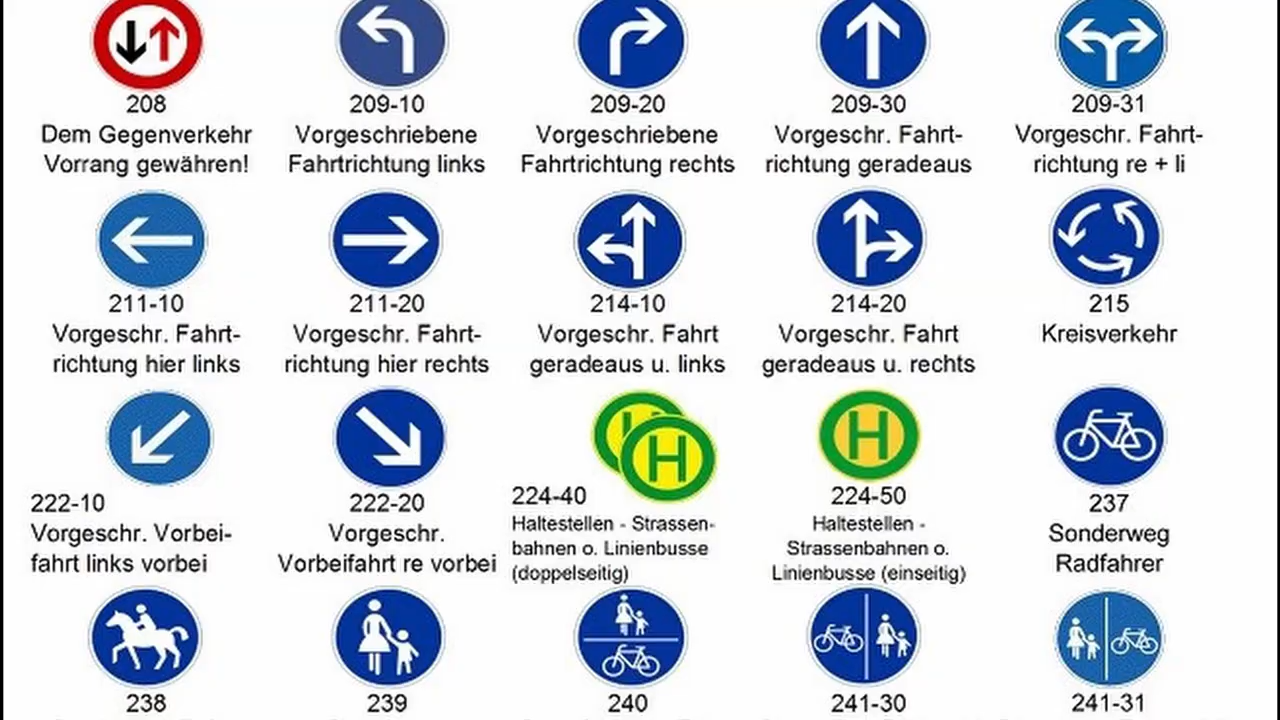 208
Dem Gegenverkehr
Vorrang gewähren!
209-10
Vorgeschriebene
Fahrtrichtung links
209-20
Vorgeschriebene
Fahrtrichtung rechts
209-30
Vorgeschr. Fahrt-
richtung geradeaus
209-31
Vorgeschr. Fahrt-
richtung re + li
211-10
Vorgeschr. Fahrt-
richtung hier links
211-20
Vorgeschr. Fahrt-
richtung hier rechts
214-10
Vorgeschr. Fahrt
geradeaus u. links
214-20
Vorgeschr. Fahrt
geradeaus u. rechts
215
Kreisverkehr
222-10
Vorgeschr. Vorbei-
fahrt links vorbei
222-20
Vorgeschr.
Vorbeifahrt re vorbei
H
H
224-40
Haltestellen - Strassen-
bahnen o. Linienbusse
(doppelseitig)
H
224-50
Haltestellen -
Strassenbahnen o.
Linienbusse (einseitig)
237
Sonderweg
Radfahrer
238
239
240
241-30
241-31